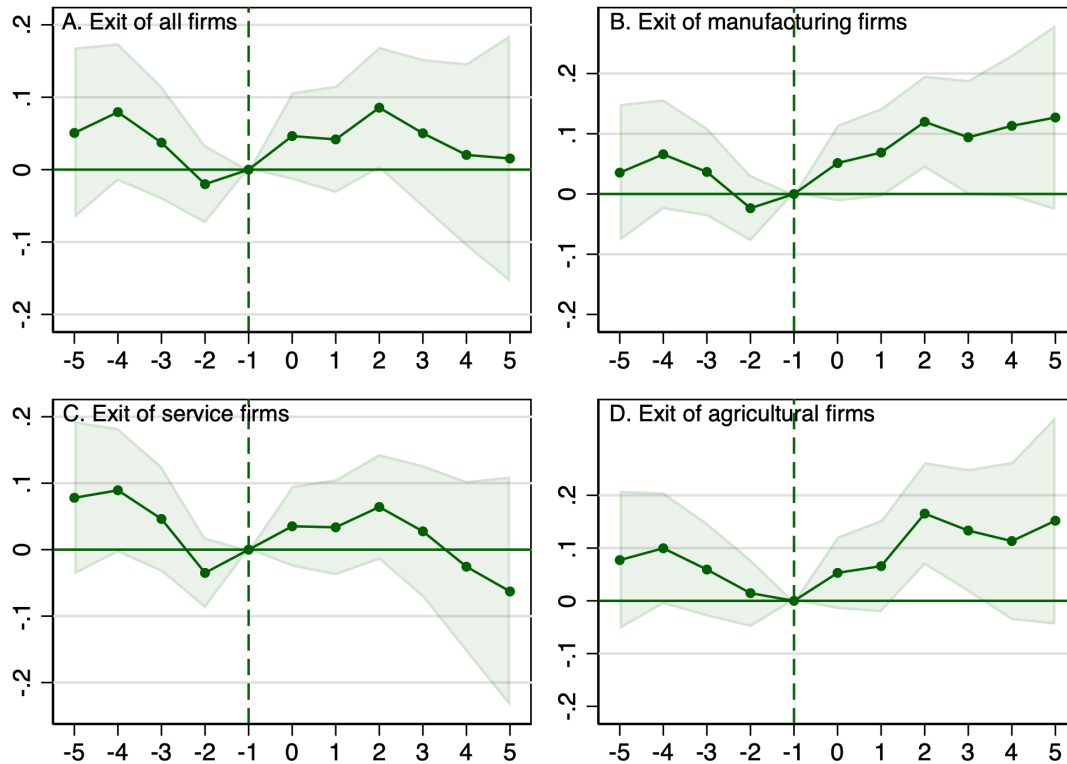 A. Exit of all firms
.2
.1
0
-.1
-.2
-5 -4 -3 -2 -1 0 1 2 3 4 5
B. Exit of manufacturing firms
.2
.1
0
-.1
-.2
-5 -4 -3 -2 -1 0 1 2 3 4 5
C. Exit of service firms
.2
.1
0
-.1
-.2
-5 -4 -3 -2 -1 0 1 2 3 4 5
D. Exit of agricultural firms
.2
.1
0
-.1
-.2
-5 -4 -3 -2 -1 0 1 2 3 4 5